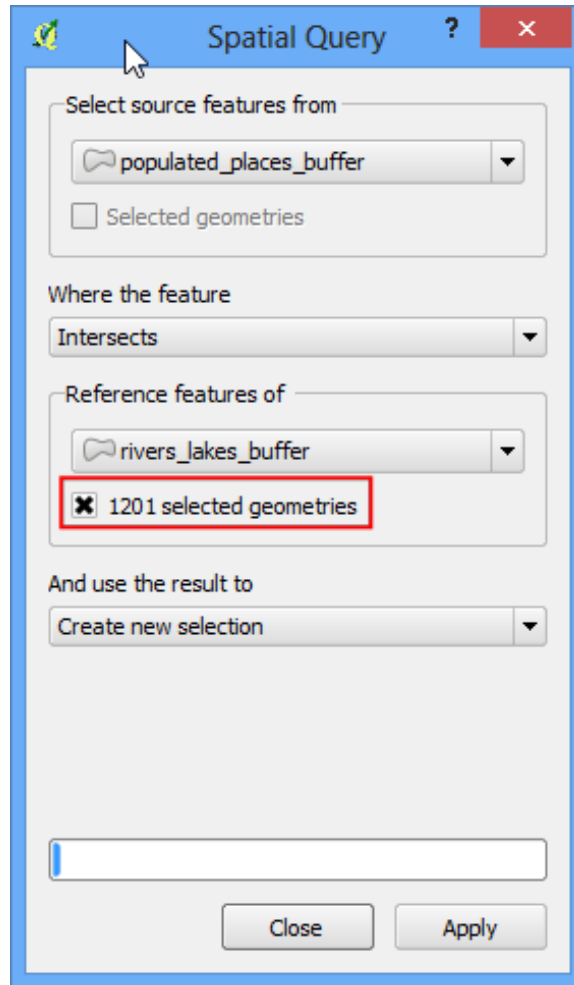 Spatial Query
?
Select source features from
populated_places_buffer
Selected geometries
Where the feature
Intersects
Reference features of
rivers_lakes_buffer
1201 selected geometries
And use the result to
Create new selection
Close
Apply